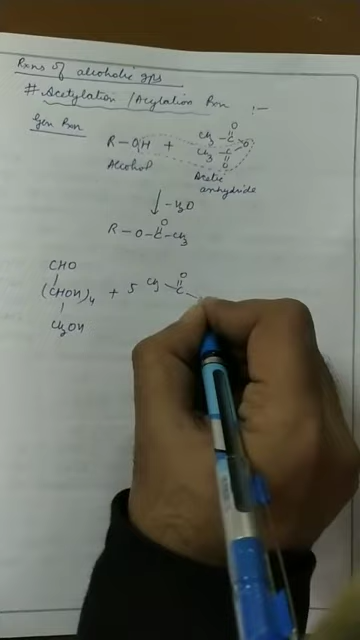 Rxns of alcoholic gps
# Acetylation / Acylation Rxn :-
Gen Rxn
R-OH + CH3-C(=O)-O-C(=O)-CH3
Alcohol Acetic anhydride
↓ -H2O
R-O-C(=O)-CH3
CHO
(CHOH)4 + 5 CH3-C(=O)-
CH2OH